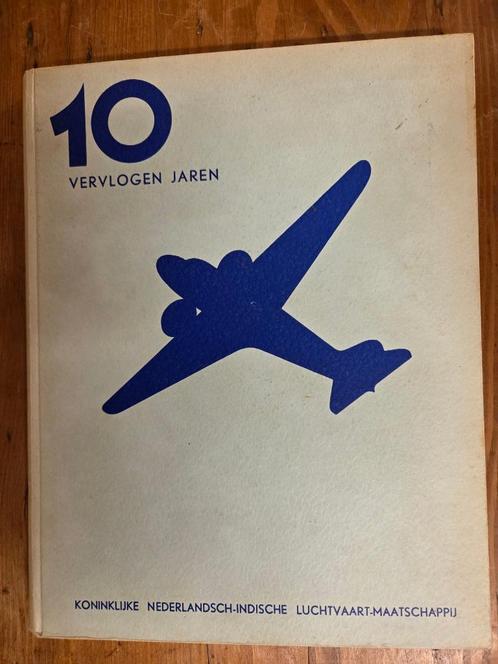 10
VERVLOGEN JAREN
KONINKLIJKE NEDERLANDSCH-INDISCHE LUCHTVAART-MAATSCHAPPIJ